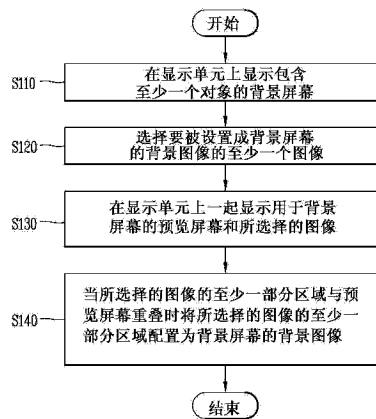 开始
S110
在显示单元上显示包含
至少一个对象的背景屏幕
S120
选择要被设置成背景屏幕
的背景图像的至少一个图像
S130
在显示单元上一起显示用于背景
屏幕的预览屏幕和所选择的图像
S140
当所选择的图像的至少一部分区域与预
览屏幕重叠时将所选择的图像的至少一
部分区域配置为背景屏幕的背景图像
结束